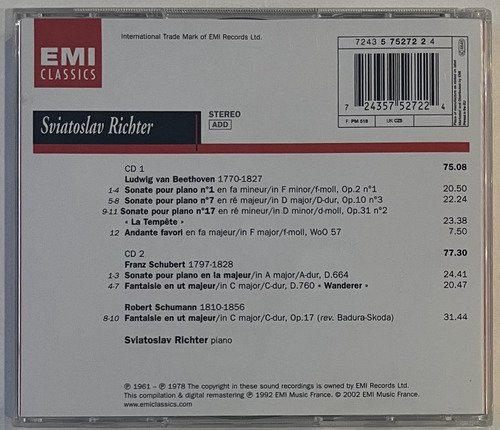 International Trade Mark of EMI Records Ltd.
7243 5 75272 2 4
EMI
CLASSICS
7 24357 52722 4
F: PM 518 UK: CZS
STEREO
ADD
Sviatoslav Richter
CD 1 75.08
Ludwig van Beethoven 1770-1827
1-4 Sonate pour piano n°1 en fa mineur/in F minor/f-moll, Op.2 n°1 20.50
5-8 Sonate pour piano n°7 en ré majeur/in D major/D-dur, Op.10 n°3 22.24
9-11 Sonate pour piano n°17 en ré mineur/in D minor/d-moll, Op.31 n°2
« La Tempête » 23.38
12 Andante favori en fa majeur/in F major/f-moll, WoO 57 7.50
CD 2 77.30
Franz Schubert 1797-1828
1-3 Sonate pour piano en la majeur/in A major/A-dur, D.664 24.41
4-7 Fantaisie en ut majeur/in C major/C-dur, D.760 « Wanderer » 20.47
Robert Schumann 1810-1856
8-10 Fantaisie en ut majeur/in C major/C-dur, Op.17 (rev. Badura-Skoda) 31.44
Sviatoslav Richter piano
℗ 1961 – ℗ 1978 The copyright in these sound recordings is owned by EMI Records Ltd.
This compilation & digital remastering ℗ 1992 EMI Music France. © 2002 EMI Music France.
www.emiclassics.com